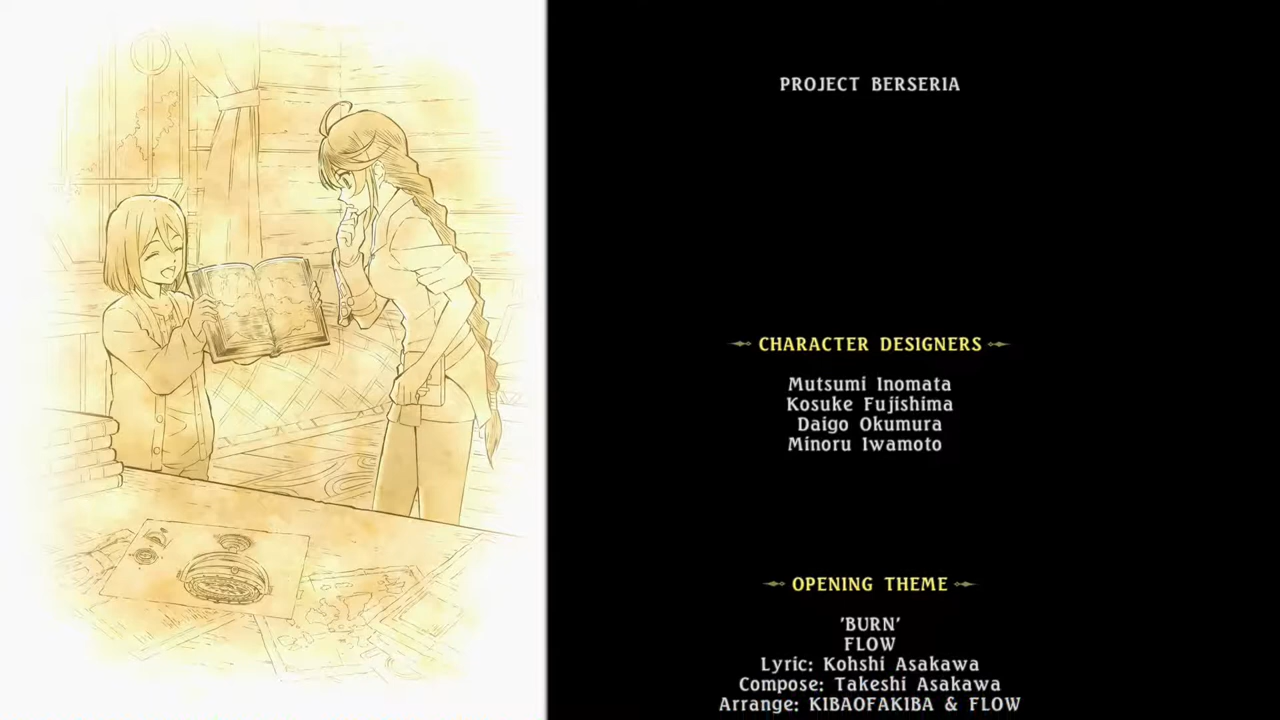 PROJECT BERSERIA
CHARACTER DESIGNERS
Mutsumi Inomata
Kosuke Fujishima
Daigo Okumura
Minoru Iwamoto
OPENING THEME
'BURN'
FLOW
Lyric: Kohshi Asakawa
Compose: Takeshi Asakawa
Arrange: KIBAOFAKIBA & FLOW